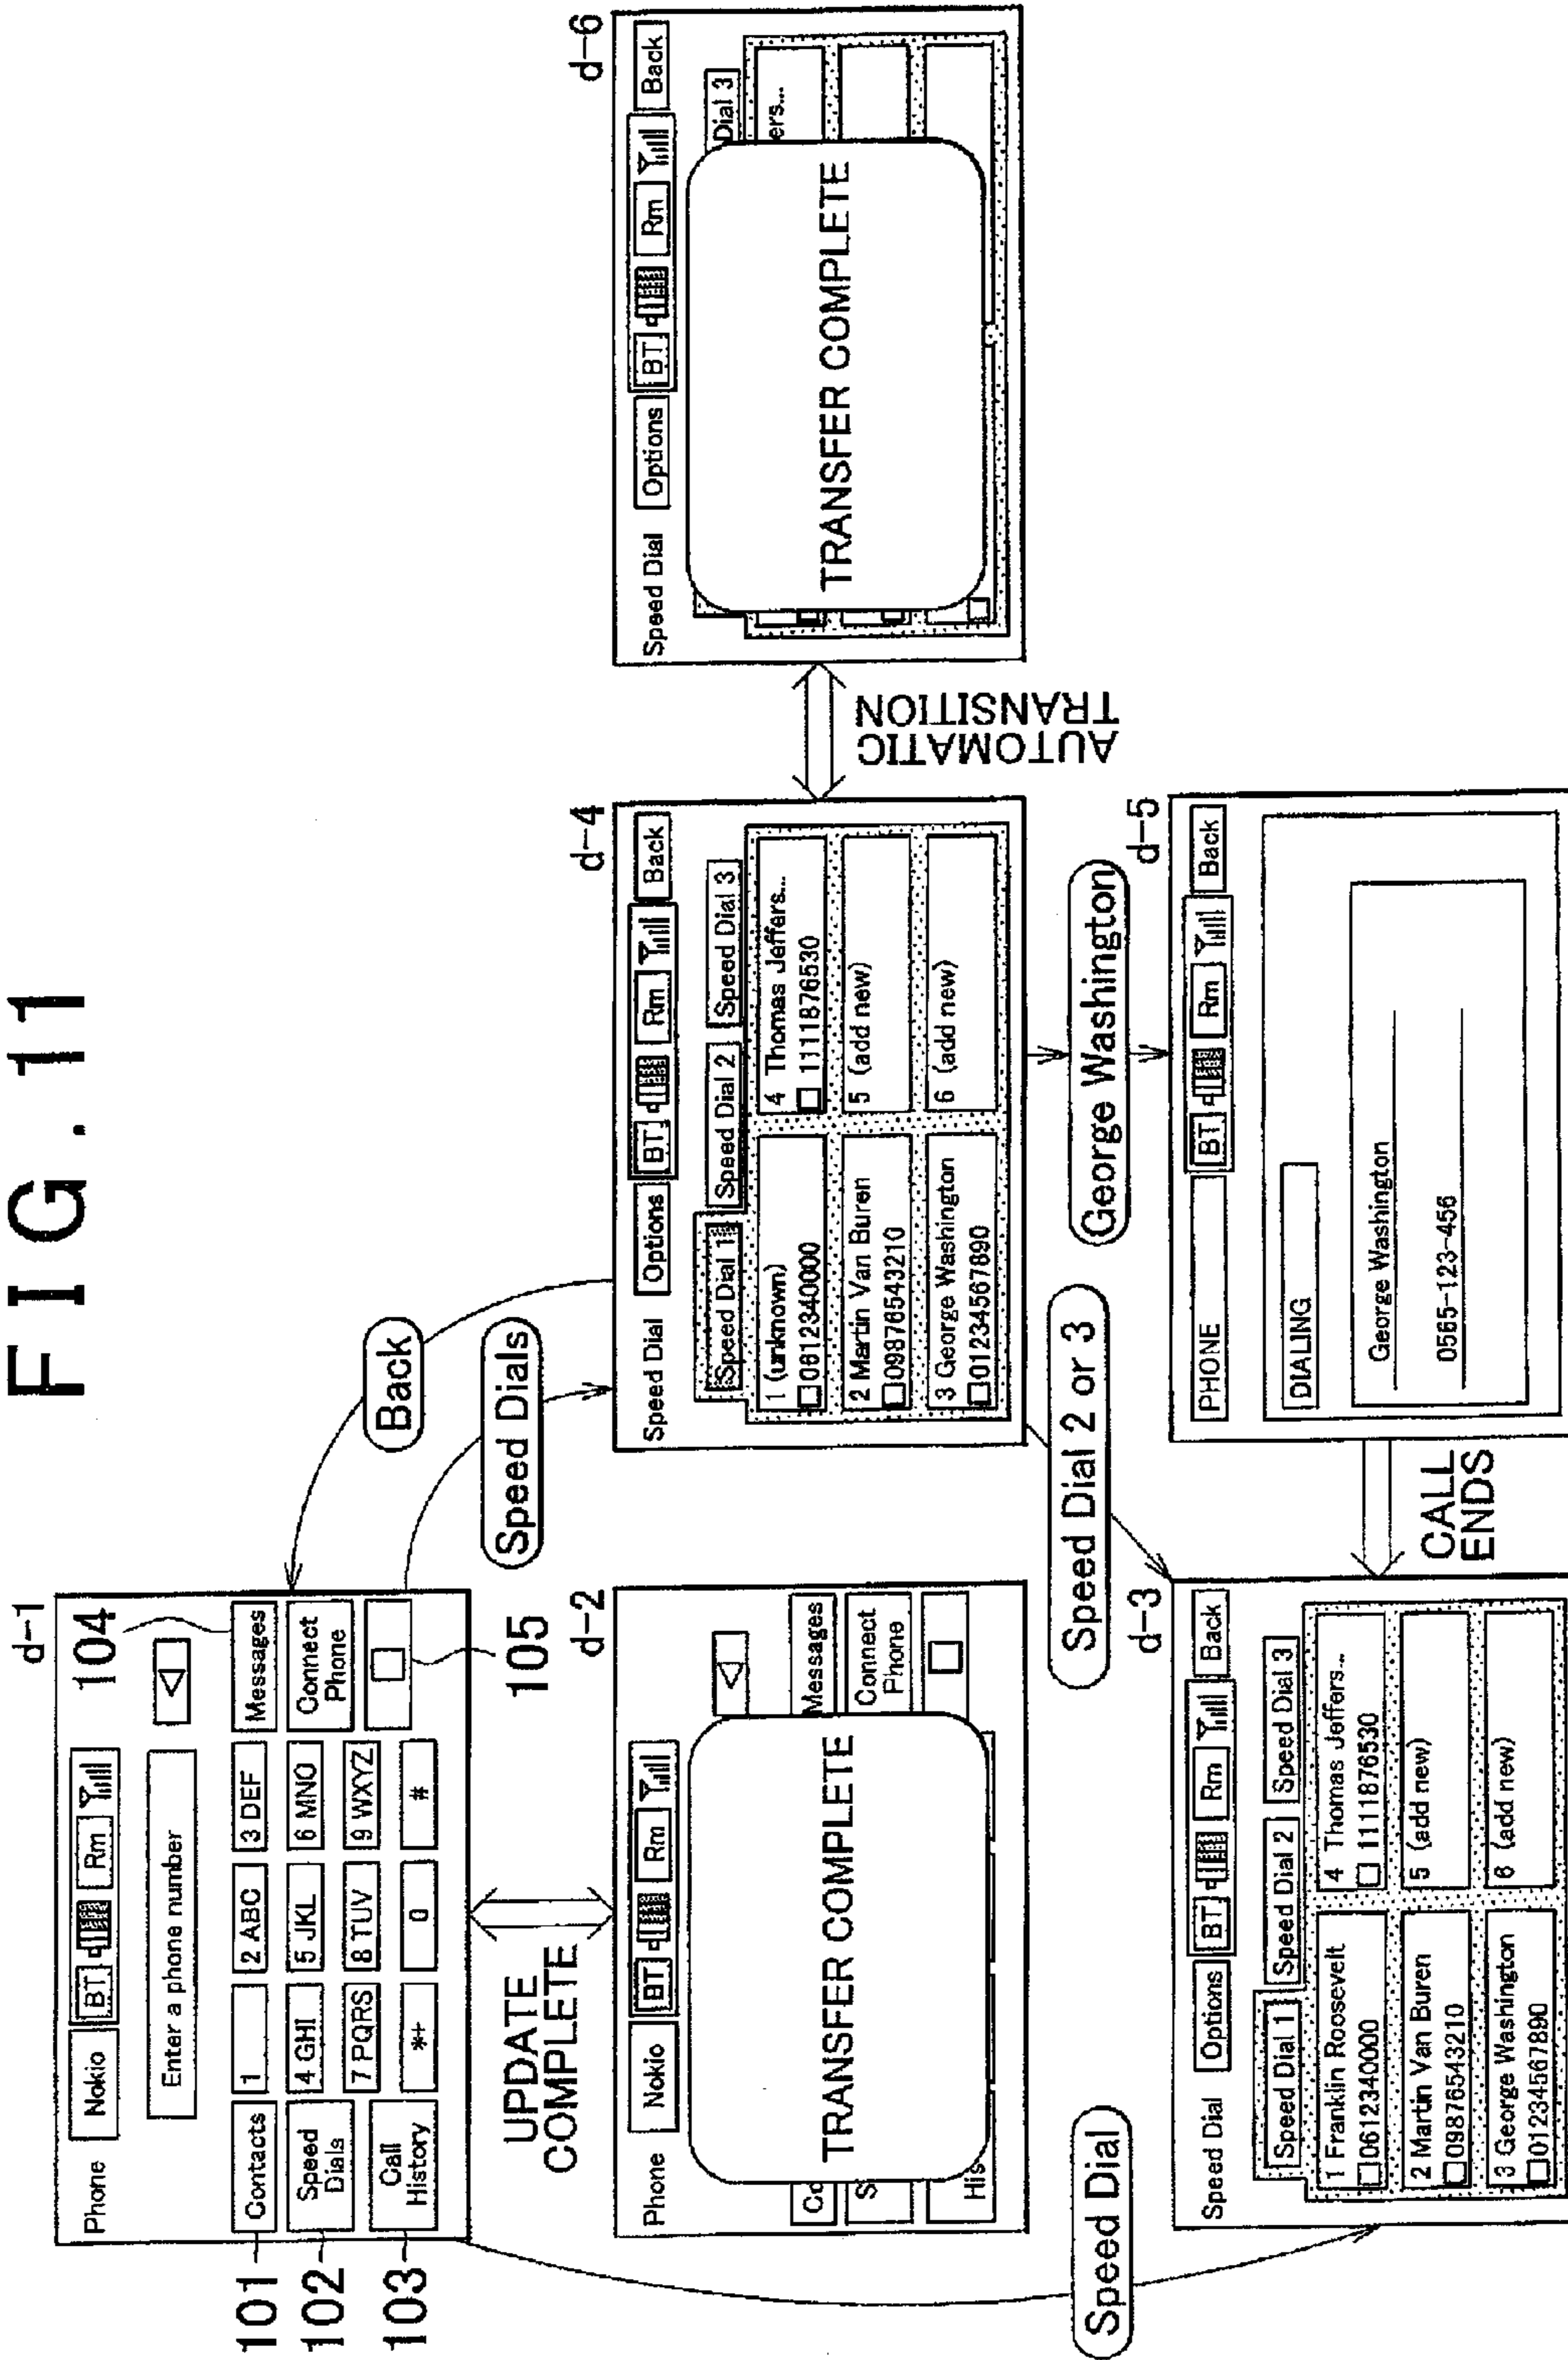 FIG. 11
d-1
Phone
Nokio
BT
Rm
Enter a phone number
104
101
Contacts
1
2 ABC
3 DEF
Messages
102
Speed
Dials
4 GHI
5 JKL
6 MNO
Connect
Phone
103
Call
History
7 PQRS
8 TUV
9 WXYZ
*+
0
#
105
Back
Speed Dials
UPDATE
COMPLETE
d-2
Phone
Nokio
BT
Rm
TRANSFER COMPLETE
Co
Messages
S
Connect
Phone
His
d-4
Speed Dial
Options
BT
Rm
Back
Speed Dial 1
Speed Dial 2
Speed Dial 3
1 (unknown)
0612340000
4 Thomas Jeffers...
1111876530
2 Martin Van Buren
09876543210
5 (add new)
3 George Washington
01234567890
6 (add new)
AUTOMATIC
TRANSITION
d-6
Speed Dial
Options
BT
Rm
Back
Dial 3
ers...
TRANSFER COMPLETE
Speed Dial
Speed Dial 2 or 3
George Washington
d-3
Speed Dial
Options
BT
Rm
Back
Speed Dial 1
Speed Dial 2
Speed Dial 3
1 Franklin Roosevelt
0612340000
4 Thomas Jeffers...
1111876530
2 Martin Van Buren
09876543210
5 (add new)
3 George Washington
01234567890
6 (add new)
CALL
ENDS
d-5
PHONE
BT
Rm
Back
DIALING
George Washington
0565-123-456